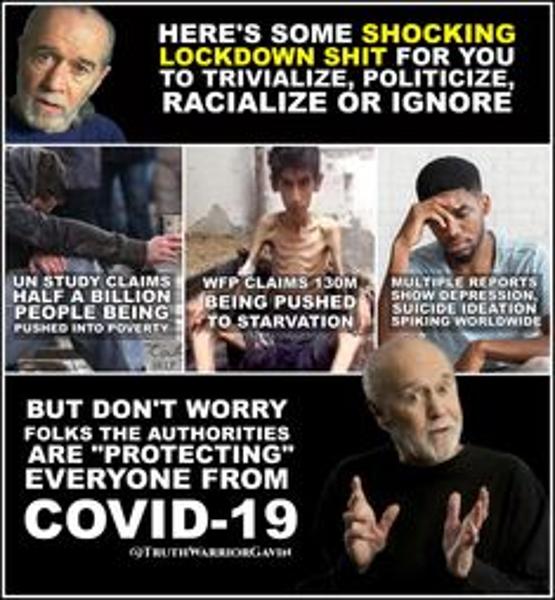 HERE'S SOME SHOCKING
LOCKDOWN SHIT FOR YOU
TO TRIVIALIZE, POLITICIZE,
RACIALIZE OR IGNORE
UN STUDY CLAIMS
HALF A BILLION
PEOPLE BEING
PUSHED INTO POVERTY
WFP CLAIMS 130M
BEING PUSHED
TO STARVATION
MULTIPLE REPORTS
SHOW DEPRESSION,
SUICIDE IDEATION
SPIKING WORLDWIDE
BUT DON'T WORRY
FOLKS THE AUTHORITIES
ARE "PROTECTING"
EVERYONE FROM
COVID-19
@TRUTHWARRIORGAVIN